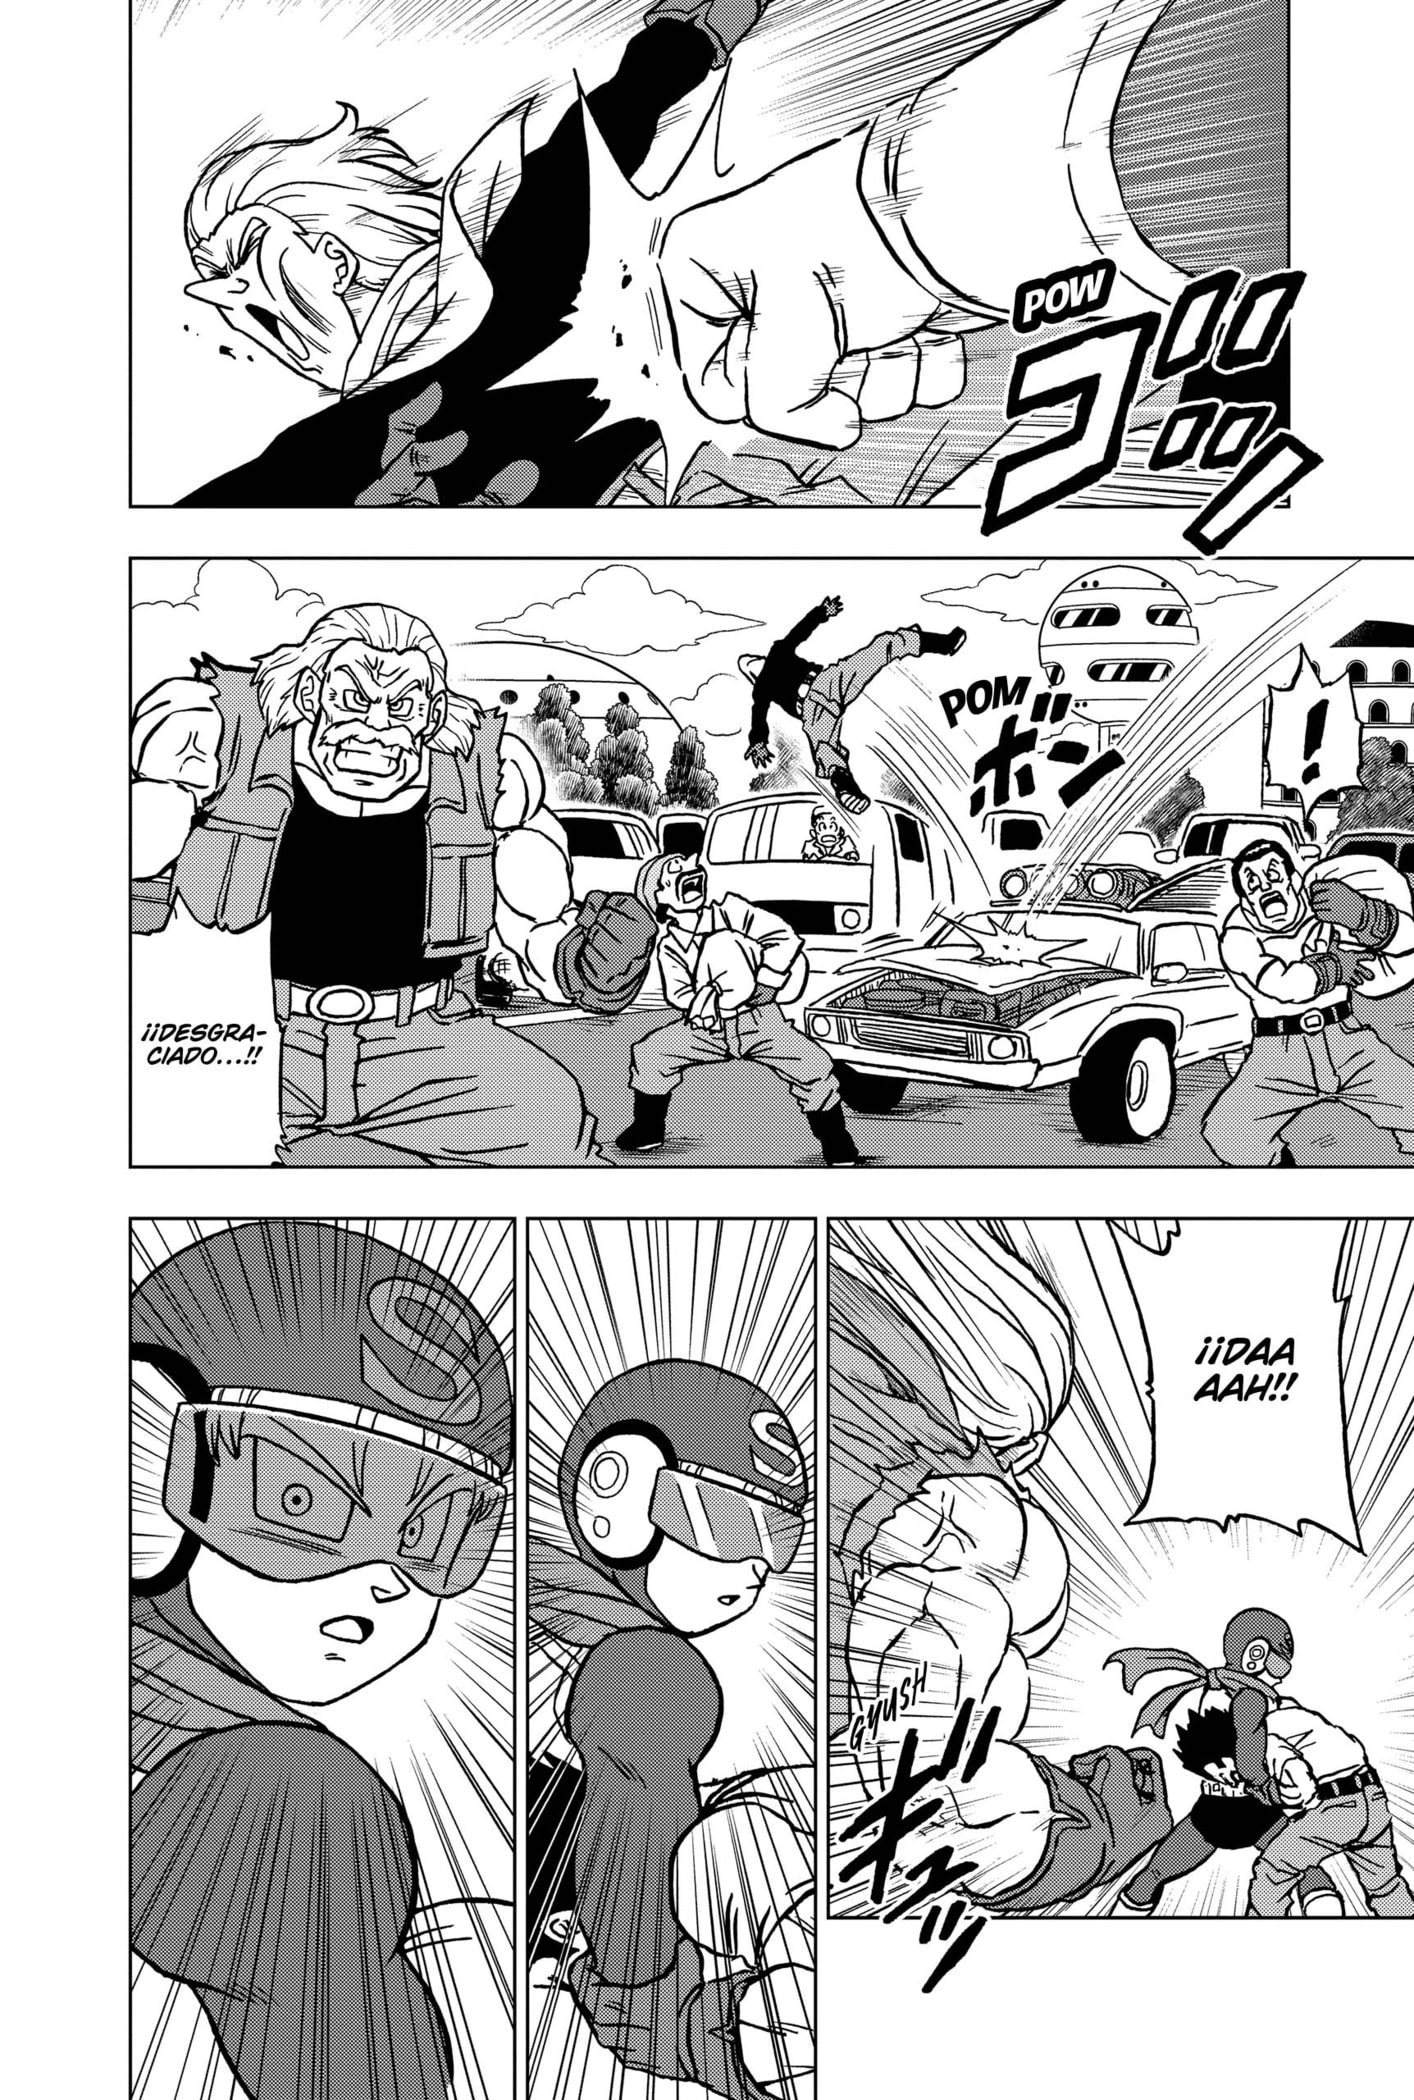 POW
ゴッ
POM
ボン
!
¡¡DESGRA-
CIADO...!!
¡¡DAA
AAH!!
GYUSH
ギュッ
S
S